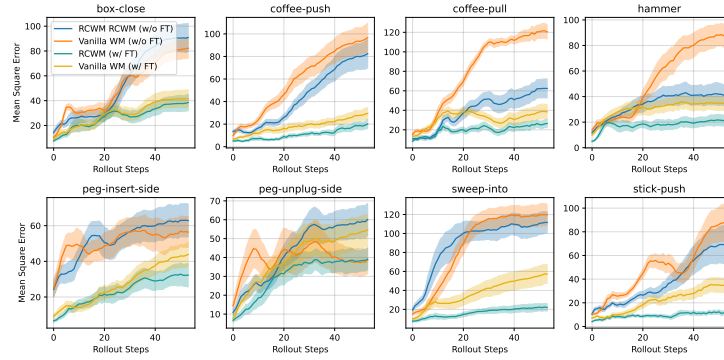 box-close
coffee-push
coffee-pull
hammer
RCWM RCWM (w/o FT)
Vanilla WM (w/o FT)
RCWM (w/ FT)
Vanilla WM (w/ FT)
Mean Square Error
100
80
60
40
20
80
60
40
20
0
120
100
80
60
40
20
100
80
60
40
20
0
0 20 40
0 20 40
0 20 40
0 20 40
Rollout Steps
Rollout Steps
Rollout Steps
Rollout Steps
peg-insert-side
peg-unplug-side
sweep-into
stick-push
Mean Square Error
60
40
20
60
50
40
30
20
10
120
100
80
60
40
20
100
80
60
40
20
0
0 20 40
0 20 40
0 20 40
0 20 40
Rollout Steps
Rollout Steps
Rollout Steps
Rollout Steps